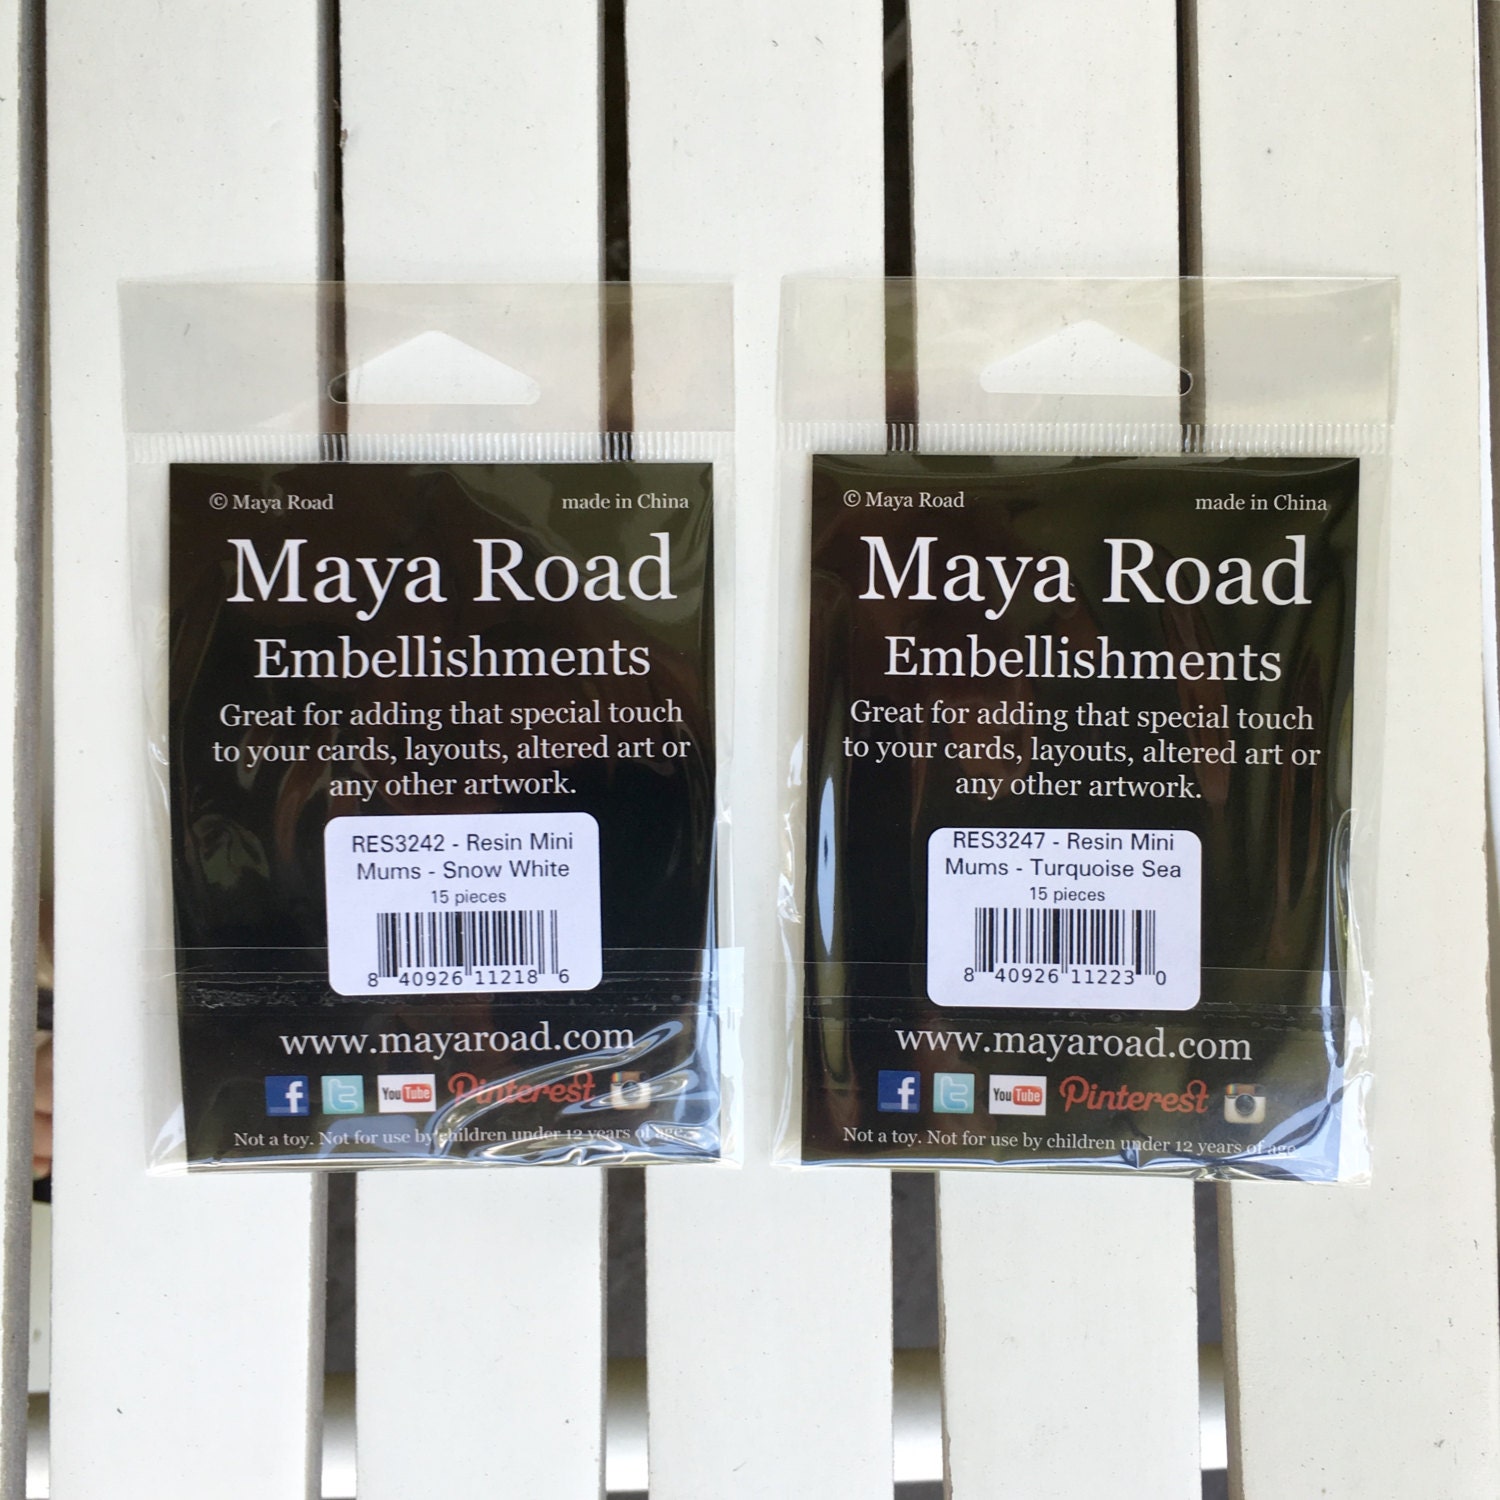 © Maya Road made in China
Maya Road
Embellishments
Great for adding that special touch
to your cards, layouts, altered art or
any other artwork.
RES3242 - Resin Mini
Mums - Snow White
15 pieces
8 40926 11218 6
www.mayaroad.com
f t YouTube Pinterest
Not a toy. Not for use by children under 12 years of age.
© Maya Road made in China
Maya Road
Embellishments
Great for adding that special touch
to your cards, layouts, altered art or
any other artwork.
RES3247 - Resin Mini
Mums - Turquoise Sea
15 pieces
8 40926 11223 0
www.mayaroad.com
f t YouTube Pinterest
Not a toy. Not for use by children under 12 years of age.